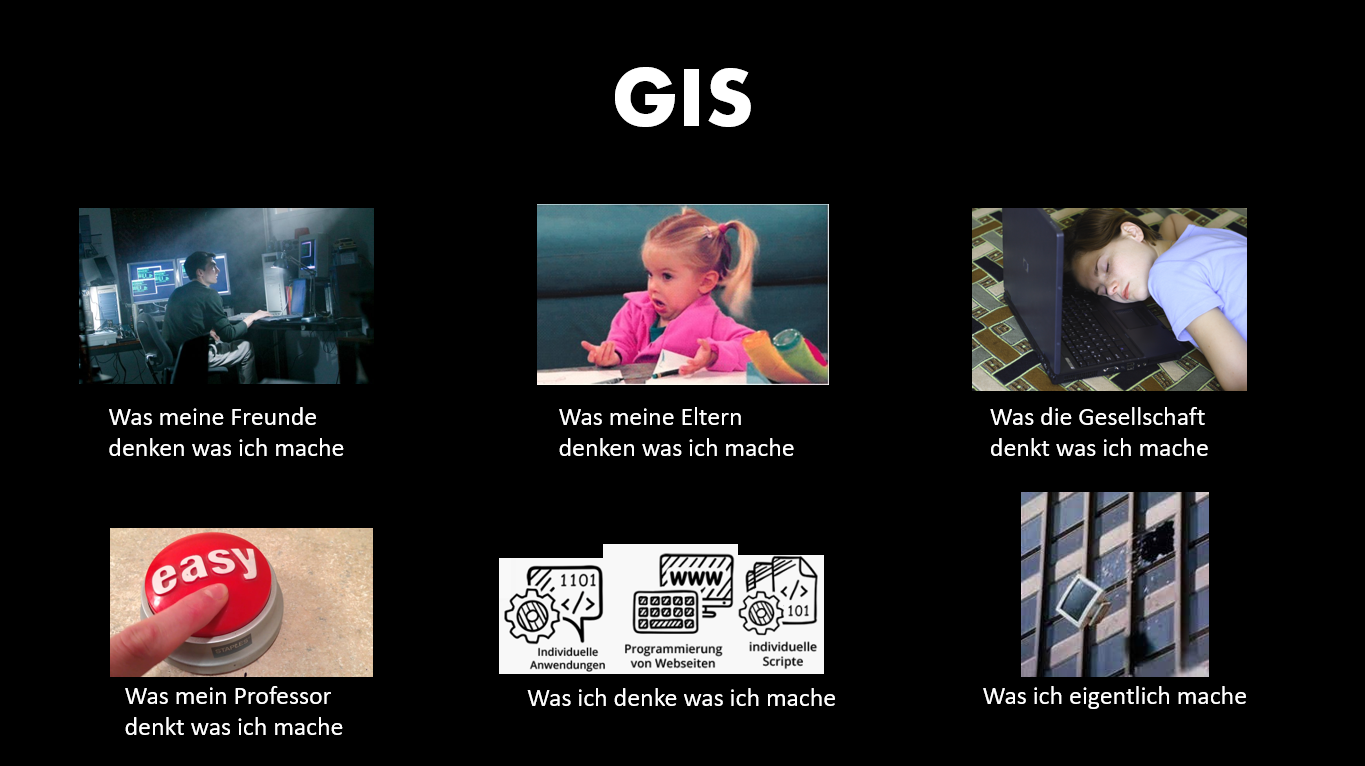 GIS
Was meine Freunde
denken was ich mache
Was meine Eltern
denken was ich mache
Was die Gesellschaft
denkt was ich mache
easy
STAPLES
Was mein Professor
denkt was ich mache
1101
</>
Individuelle
Anwendungen
www
Programmierung
von Webseiten
</>
101
individuelle
Scripte
Was ich denke was ich mache
Was ich eigentlich mache